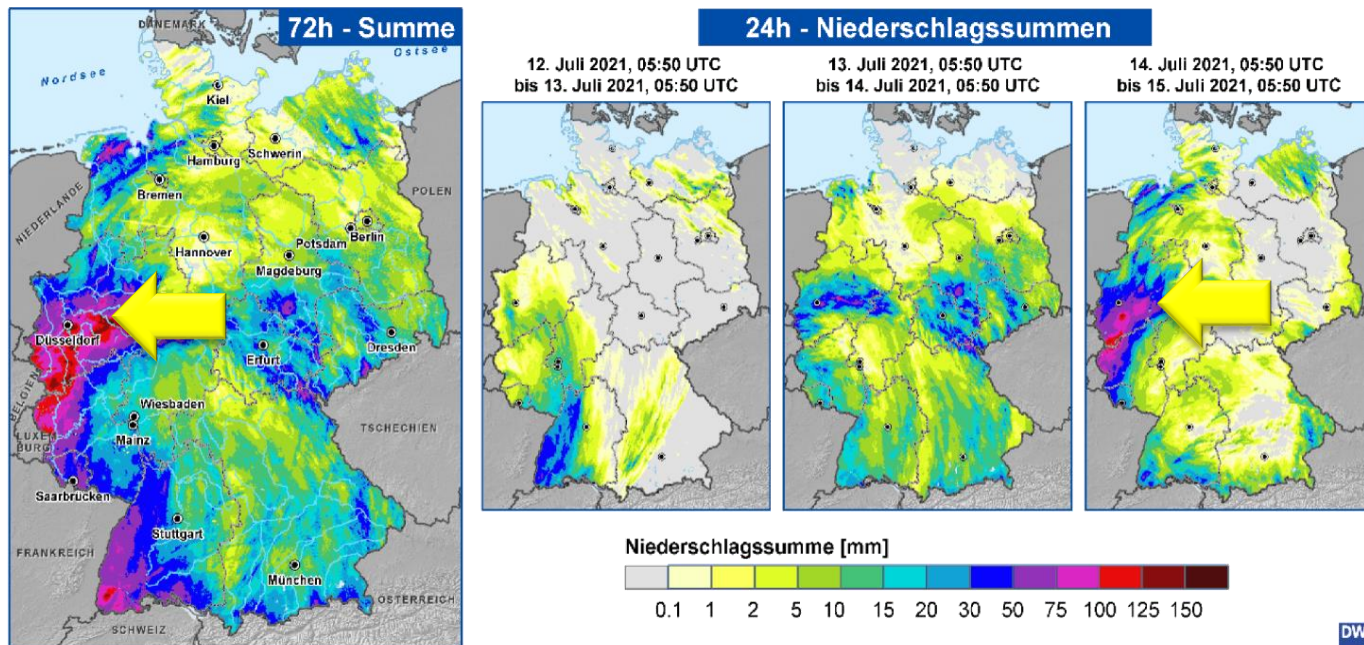 72h - Summe
DÄNEMARK
Nordsee
Ostsee
Kiel
Hamburg
Schwerin
Bremen
POLEN
NIEDERLANDE
Hannover
Potsdam
Berlin
Magdeburg
Düsseldorf
Erfurt
Dresden
BELGIEN
Wiesbaden
Mainz
LUXEM
BURG
TSCHECHIEN
Saarbrücken
Stuttgart
FRANKREICH
München
ÖSTERREICH
SCHWEIZ
24h - Niederschlagssummen
12. Juli 2021, 05:50 UTC
bis 13. Juli 2021, 05:50 UTC
13. Juli 2021, 05:50 UTC
bis 14. Juli 2021, 05:50 UTC
14. Juli 2021, 05:50 UTC
bis 15. Juli 2021, 05:50 UTC
Niederschlagssumme [mm]
0.1 1 2 5 10 15 20 30 50 75 100 125 150
DW